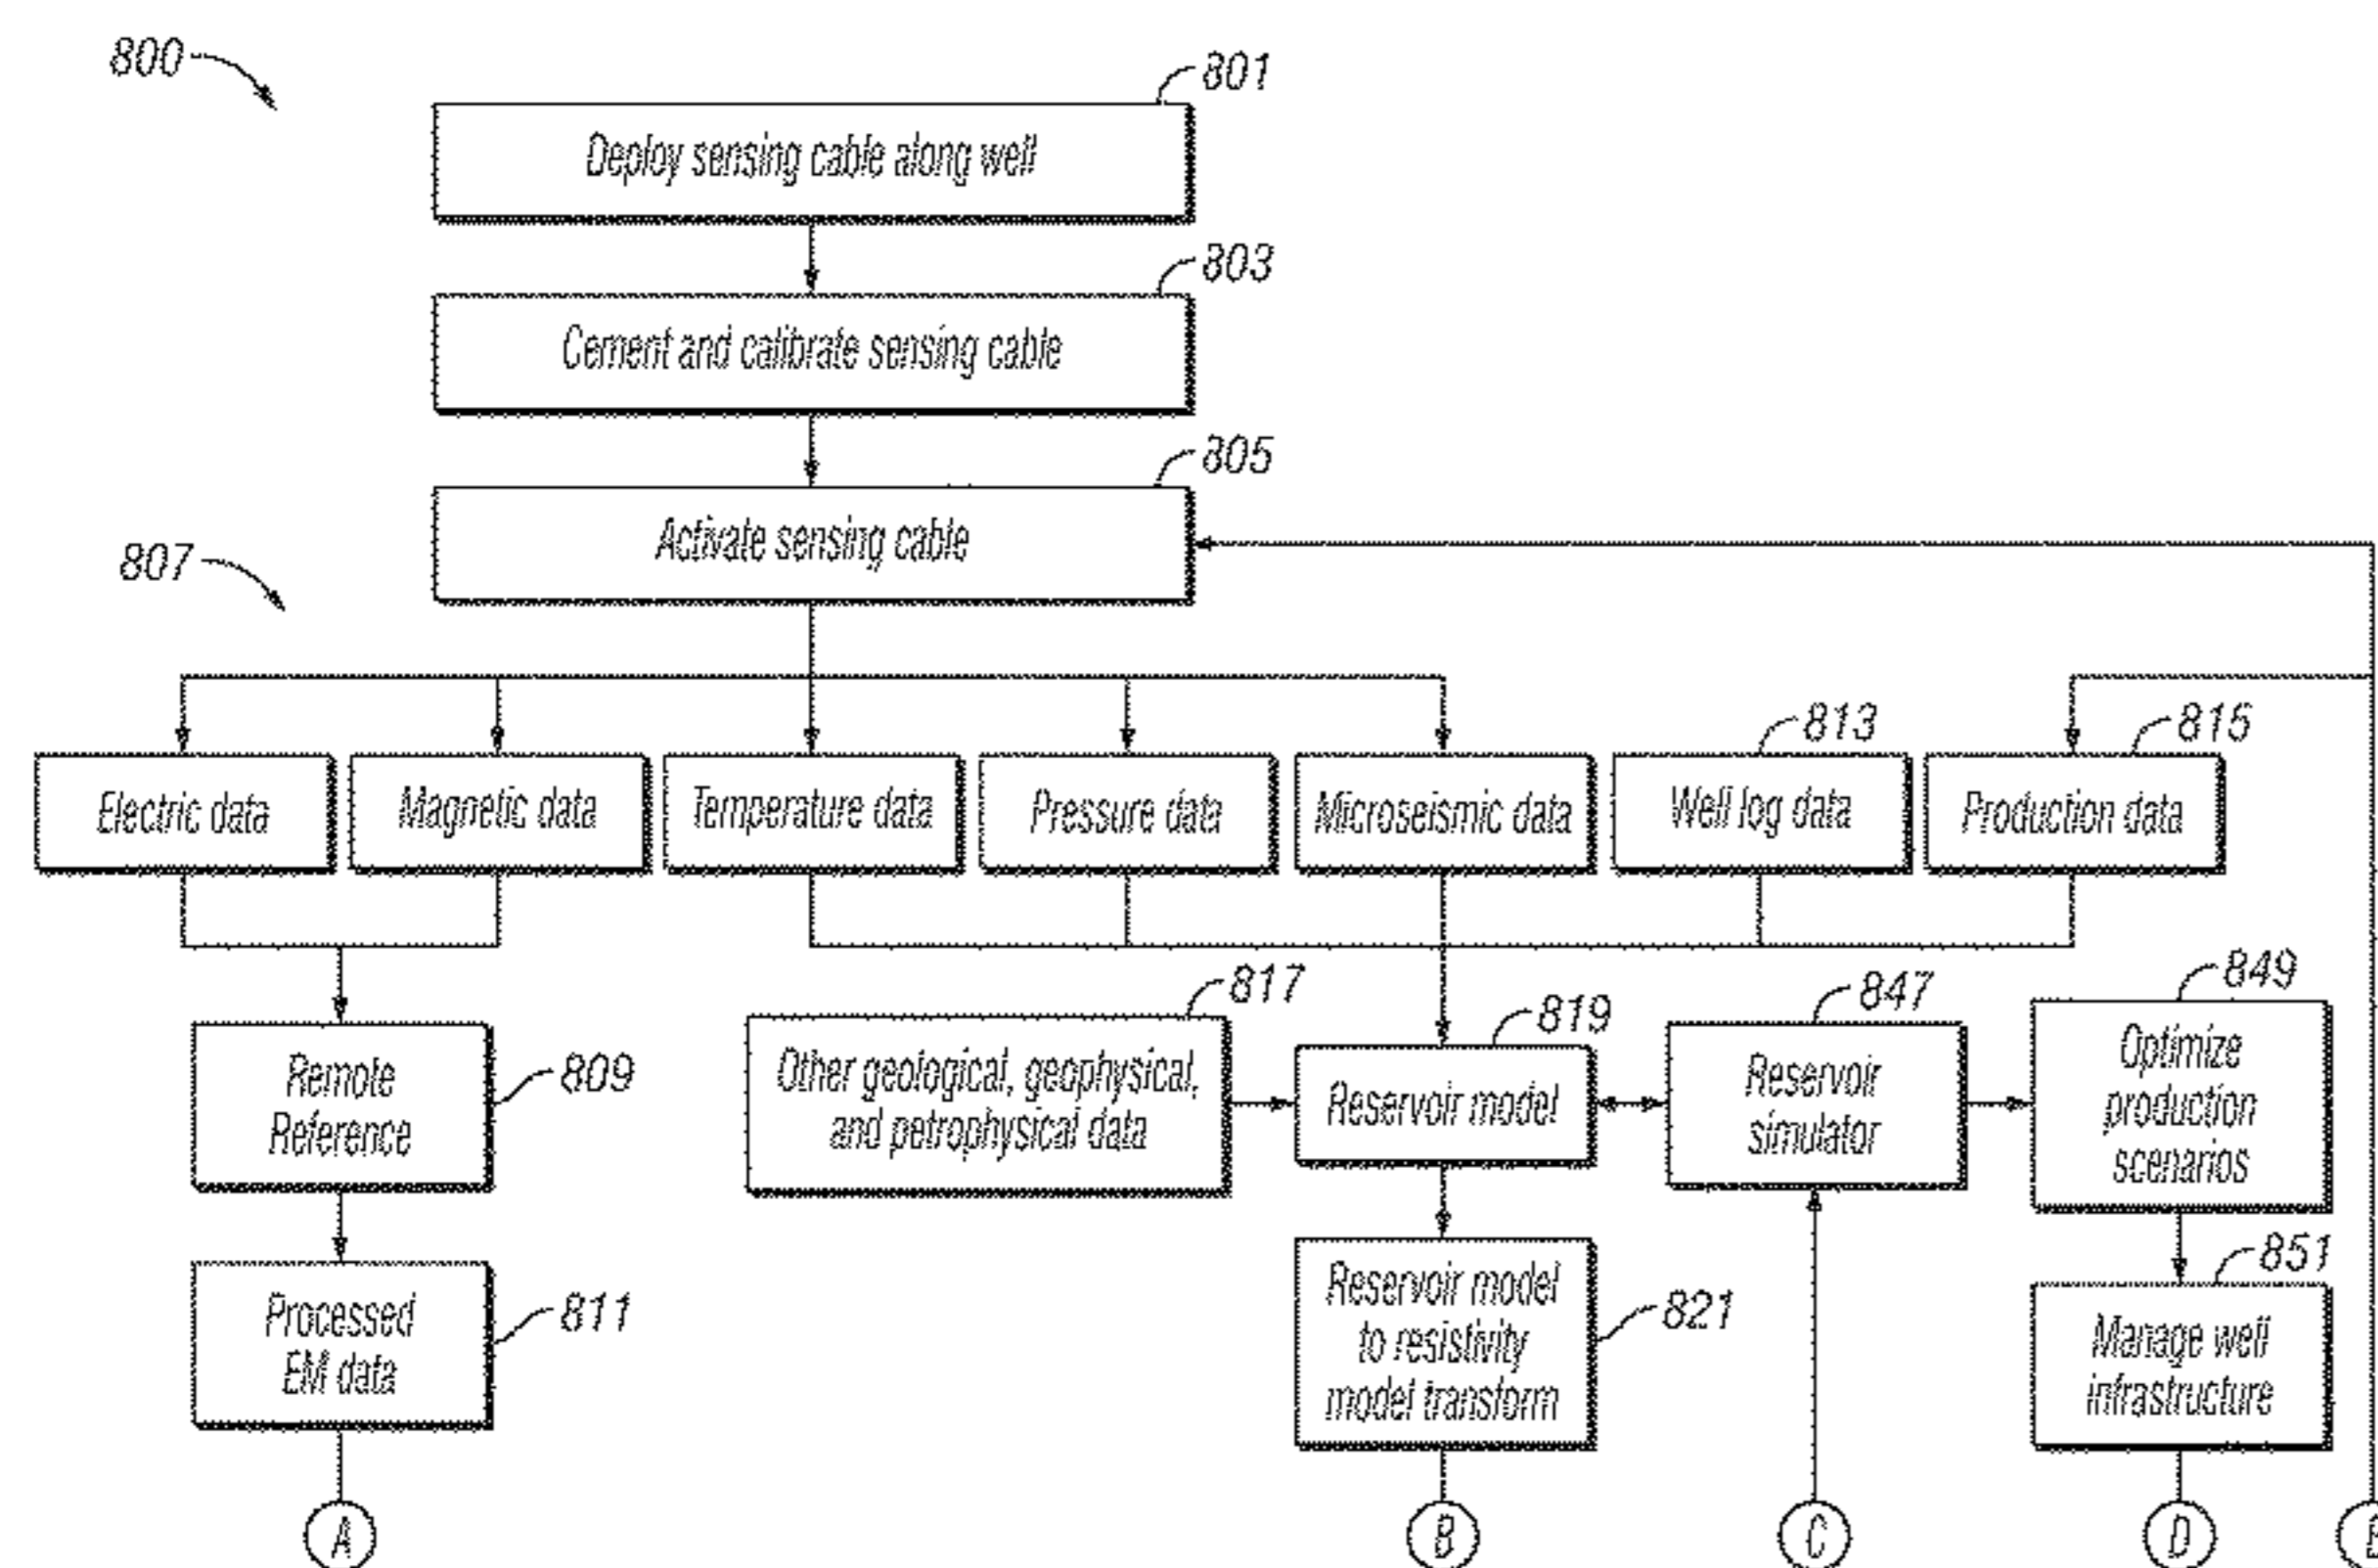 800
801
Deploy sensing cable along well
803
Cement and calibrate sensing cable
805
Activate sensing cable
807
813
815
Electric data
Magnetic data
Temperature data
Pressure data
Microseismic data
Well log data
Production data
817
819
847
849
Remote
Reference
809
Other geological, geophysical,
and petrophysical data
Reservoir model
Reservoir
simulator
Optimize
production
scenarios
851
Processed
EM data
811
Reservoir model
to resistivity
model transform
821
Manage well
infrastructure
A
B
C
D